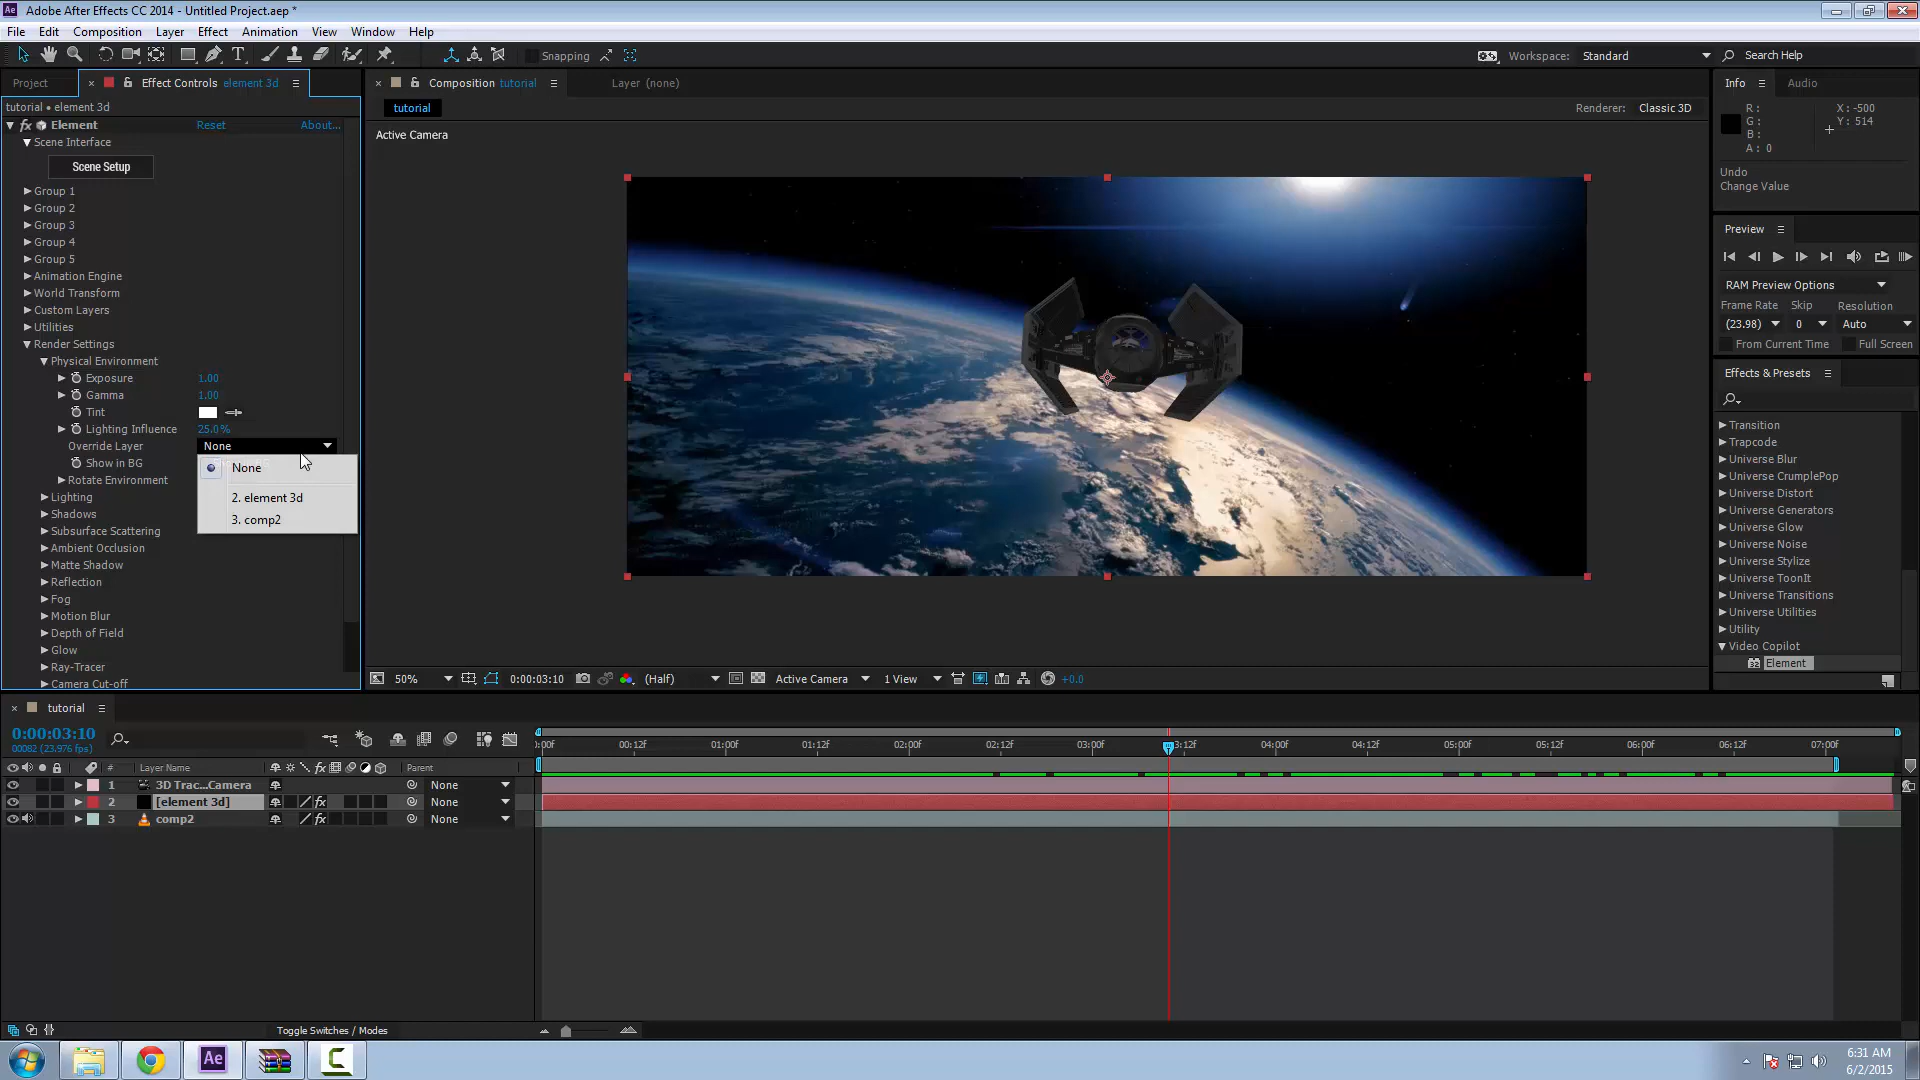 Adobe After Effects CC 2014 - Untitled Project.aep *
File Edit Composition Layer Effect Animation View Window Help
Snapping
Workspace: Standard
Search Help
Project
Effect Controls element 3d
tutorial • element 3d
fx Element Reset About...
Scene Interface
Scene Setup
Group 1
Group 2
Group 3
Group 4
Group 5
Animation Engine
World Transform
Custom Layers
Utilities
Render Settings
Physical Environment
Exposure 1.00
Gamma 1.00
Tint
Lighting Influence 25.0%
Override Layer None
Show in BG
Rotate Environment
None
2. element 3d
3. comp2
Lighting
Shadows
Subsurface Scattering
Ambient Occlusion
Matte Shadow
Reflection
Fog
Motion Blur
Depth of Field
Glow
Ray-Tracer
Camera Cut-off
Composition tutorial
Layer (none)
tutorial
Renderer: Classic 3D
Active Camera
50% 0:00:03:10 (Half) Active Camera 1 View +0.0
Info Audio
R:
G:
B:
A: 0
X: -500
Y: 514
Undo
Change Value
Preview
RAM Preview Options
Frame Rate Skip Resolution
(23.98) 0 Auto
From Current Time Full Screen
Effects & Presets
Transition
Trapcode
Universe Blur
Universe CrumplePop
Universe Distort
Universe Generators
Universe Glow
Universe Noise
Universe Stylize
Universe ToonIt
Universe Transitions
Universe Utilities
Utility
Video Copilot
32 Element
tutorial
0:00:03:10
00082 (23.976 fps)
:00f 00:12f 01:00f 01:12f 02:00f 02:12f 03:00f 3:12f 04:00f 04:12f 05:00f 05:12f 06:00f 06:12f 07:00f
# Layer Name fx Parent
1 3D Trac...Camera None
2 [element 3d] fx None
3 comp2 fx None
Toggle Switches / Modes
Ae
6:31 AM
6/2/2015